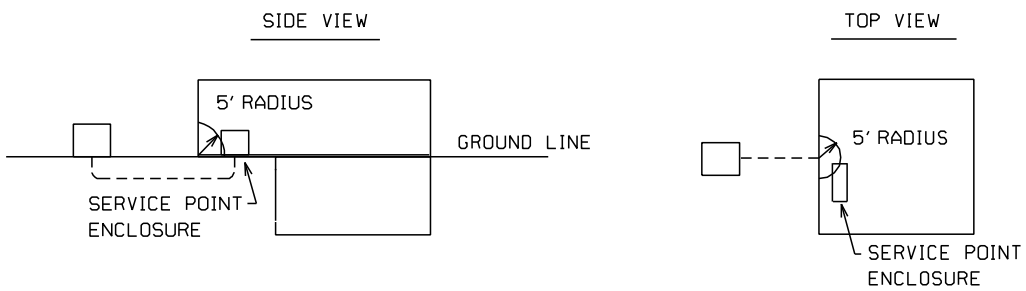 SIDE VIEW
5' RADIUS
GROUND LINE
SERVICE POINT
ENCLOSURE
TOP VIEW
5' RADIUS
SERVICE POINT
ENCLOSURE